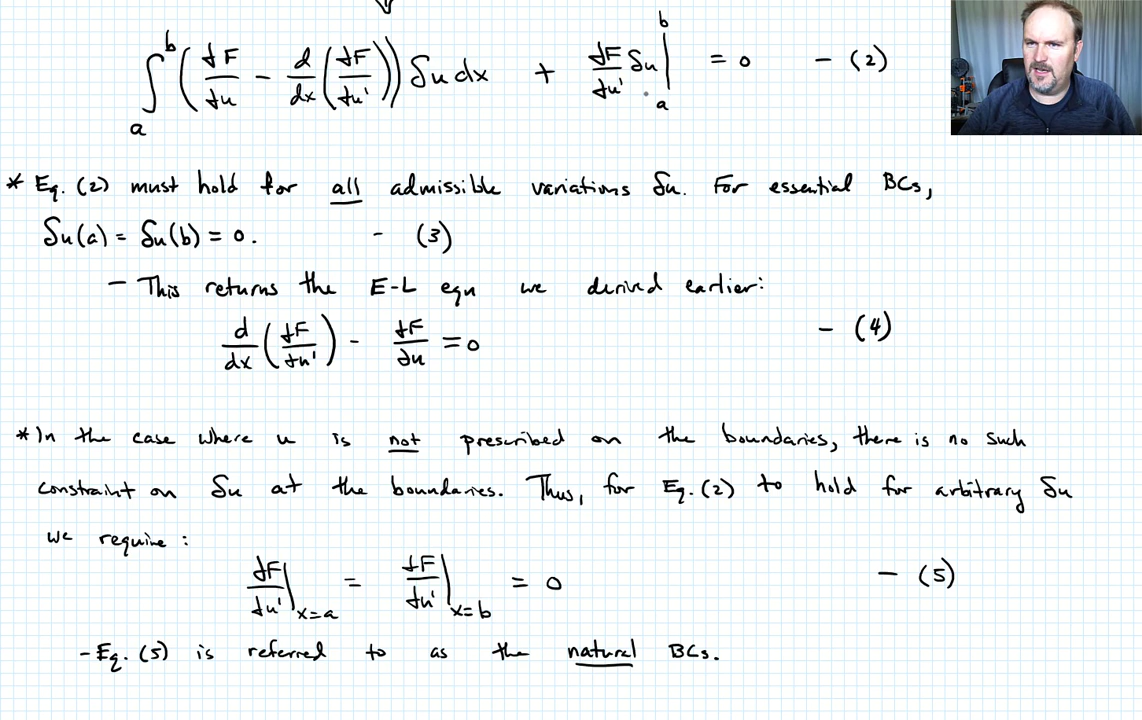 ∫_a^b (∂F/∂u - d/dx (∂F/∂u')) δu dx + ∂F/∂u' δu |_a^b = 0 - (2)
* Eq. (2) must hold for all admissible variations δu. For essential BCs,
δu(a) = δu(b) = 0. - (3)
- This returns the E-L eqn we derived earlier:
d/dx (∂F/∂u') - ∂F/∂u = 0 - (4)
* In the case where u is not prescribed on the boundaries, there is no such
constraint on δu at the boundaries. Thus, for Eq. (2) to hold for arbitrary δu
we require:
∂F/∂u' |_x=a = ∂F/∂u' |_x=b = 0 - (5)
- Eq. (5) is referred to as the natural BCs.